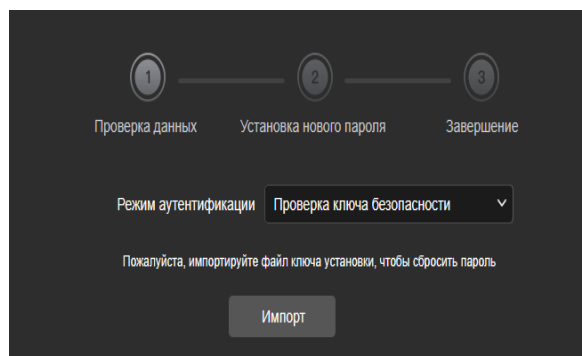 1 2 3
Проверка данных Установка нового пароля Завершение
Режим аутентификации Проверка ключа безопасности
Пожалуйста, импортируйте файл ключа установки, чтобы сбросить пароль
Импорт